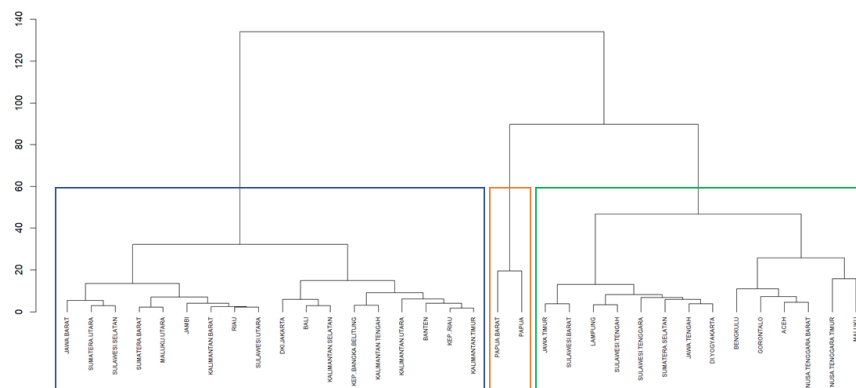 140
120
100
80
60
40
20
0
JAWA BARAT
SUMATERA UTARA
SULAWESI SELATAN
SUMATERA BARAT
MALUKU UTARA
JAMBI
KALIMANTAN BARAT
RIAU
SULAWESI UTARA
DKI JAKARTA
BALI
KALIMANTAN SELATAN
KEP. BANGKA BELITUNG
KALIMANTAN TENGAH
KALIMANTAN UTARA
BANTEN
KEP. RIAU
KALIMANTAN TIMUR
PAPUA BARAT
PAPUA
JAWA TIMUR
SULAWESI BARAT
LAMPUNG
SULAWESI TENGAH
SULAWESI TENGGARA
SUMATERA SELATAN
JAWA TENGAH
DI YOGYAKARTA
BENGKULU
GORONTALO
ACEH
NUSA TENGGARA BARAT
NUSA TENGGARA TIMUR
MALUKU